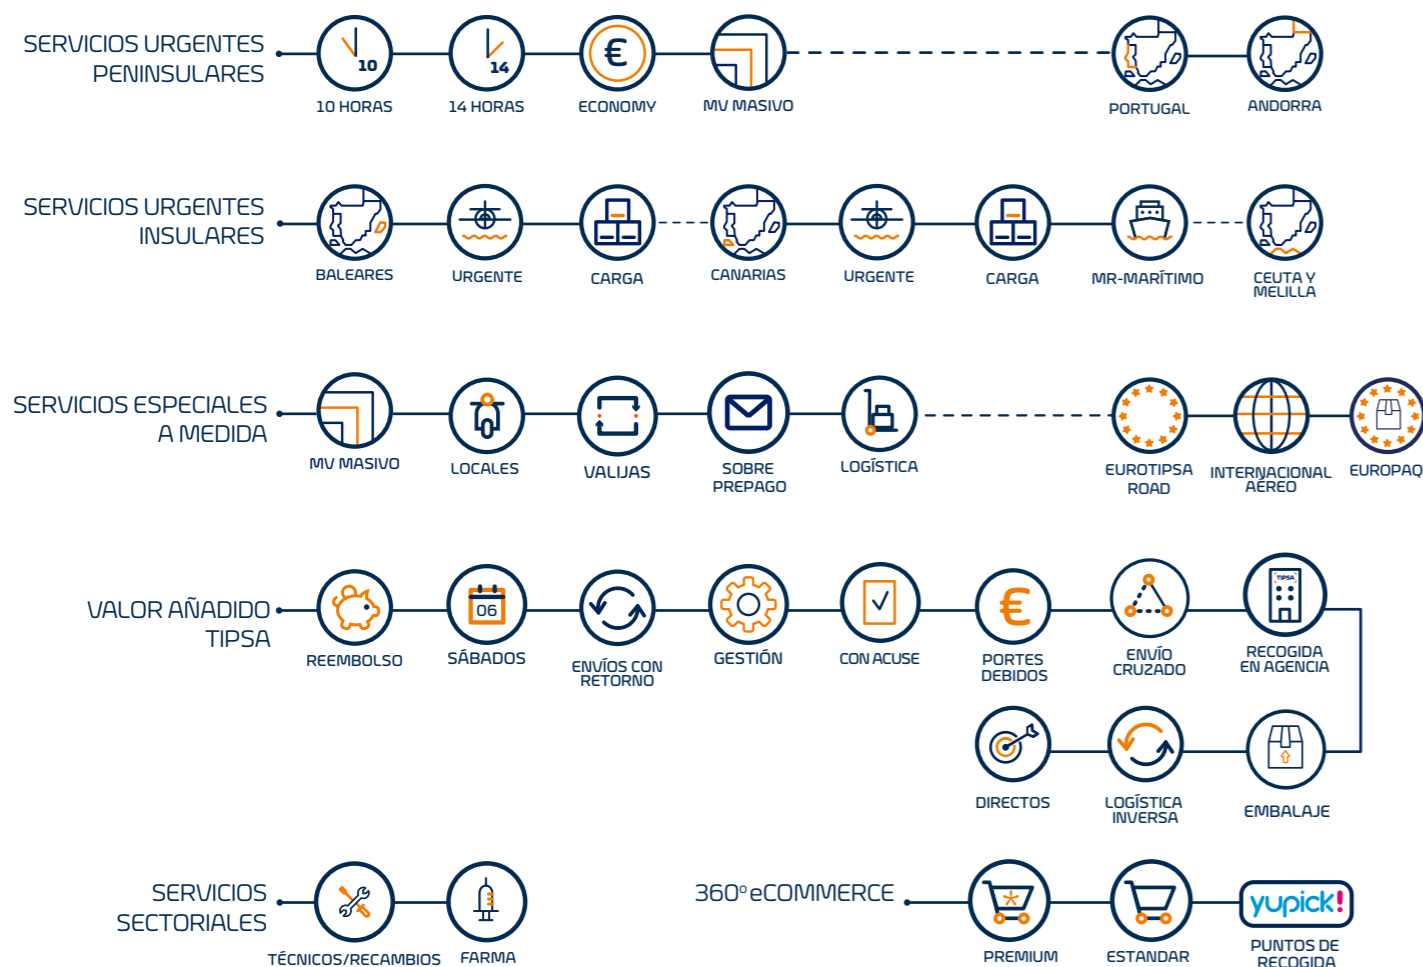 SERVICIOS URGENTES
PENINSULARES
10
10 HORAS
14
14 HORAS
€
ECONOMY
MV MASIVO
PORTUGAL
ANDORRA
SERVICIOS URGENTES
INSULARES
BALEARES
URGENTE
CARGA
CANARIAS
URGENTE
CARGA
MR-MARÍTIMO
CEUTA Y
MELILLA
SERVICIOS ESPECIALES
A MEDIDA
MV MASIVO
LOCALES
VALIJAS
SOBRE
PREPAGO
LOGÍSTICA
EUROTIPSA
ROAD
INTERNACIONAL
AÉREO
EUROPAQ
VALOR AÑADIDO
TIPSA
REEMBOLSO
06
SÁBADOS
ENVÍOS CON
RETORNO
GESTIÓN
CON ACUSE
€
PORTES
DEBIDOS
ENVÍO
CRUZADO
TIPSA
RECOGIDA
EN AGENCIA
DIRECTOS
LOGÍSTICA
INVERSA
EMBALAJE
SERVICIOS
SECTORIALES
TÉCNICOS/RECAMBIOS
FARMA
360º eCOMMERCE
PREMIUM
ESTANDAR
yupick!
PUNTOS DE
RECOGIDA